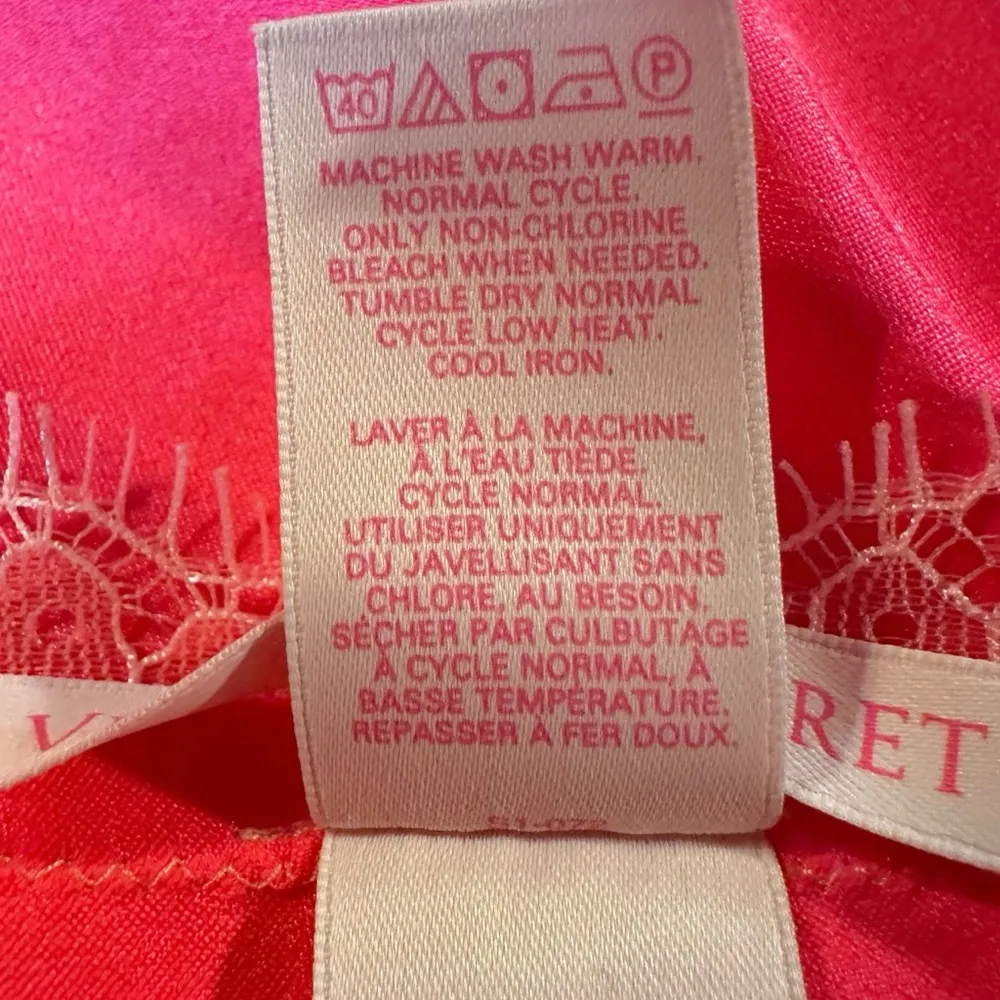 40 P
MACHINE WASH WARM.
NORMAL CYCLE.
ONLY NON-CHLORINE
BLEACH WHEN NEEDED.
TUMBLE DRY NORMAL
CYCLE LOW HEAT.
COOL IRON.
LAVER À LA MACHINE,
À L'EAU TIÈDE.
CYCLE NORMAL.
UTILISER UNIQUEMENT
DU JAVELLISANT SANS
CHLORE, AU BESOIN.
SÉCHER PAR CULBUTAGE
À CYCLE NORMAL, À
BASSE TEMPÉRATURE.
REPASSER À FER DOUX.
RET